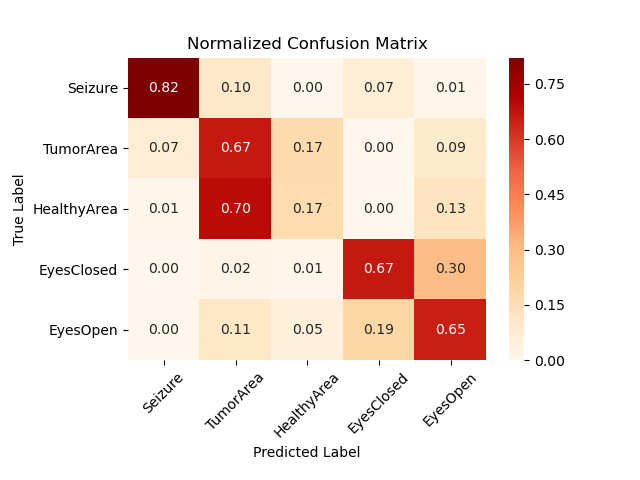 Normalized Confusion Matrix
True Label
Seizure 0.82 0.10 0.00 0.07 0.01
TumorArea 0.07 0.67 0.17 0.00 0.09
HealthyArea 0.01 0.70 0.17 0.00 0.13
EyesClosed 0.00 0.02 0.01 0.67 0.30
EyesOpen 0.00 0.11 0.05 0.19 0.65
Seizure TumorArea HealthyArea EyesClosed EyesOpen
Predicted Label
0.75
0.60
0.45
0.30
0.15
0.00